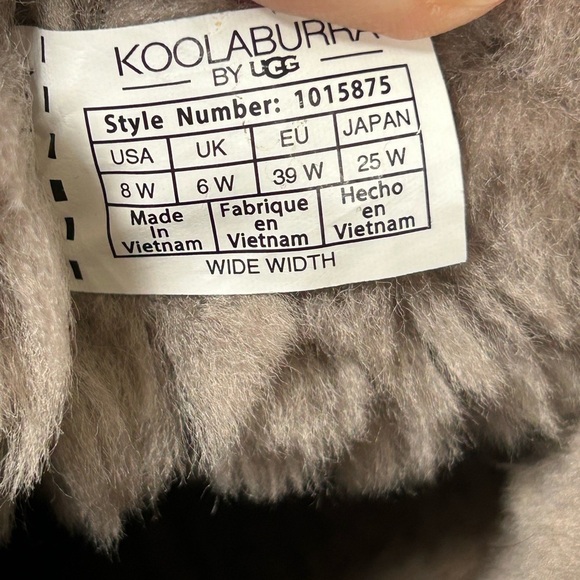 KOOLABURRA
BY UGG
Style Number: 1015875
USA UK EU JAPAN
8 W 6 W 39 W 25 W
Made In Vietnam Fabrique en Vietnam Hecho en Vietnam
WIDE WIDTH